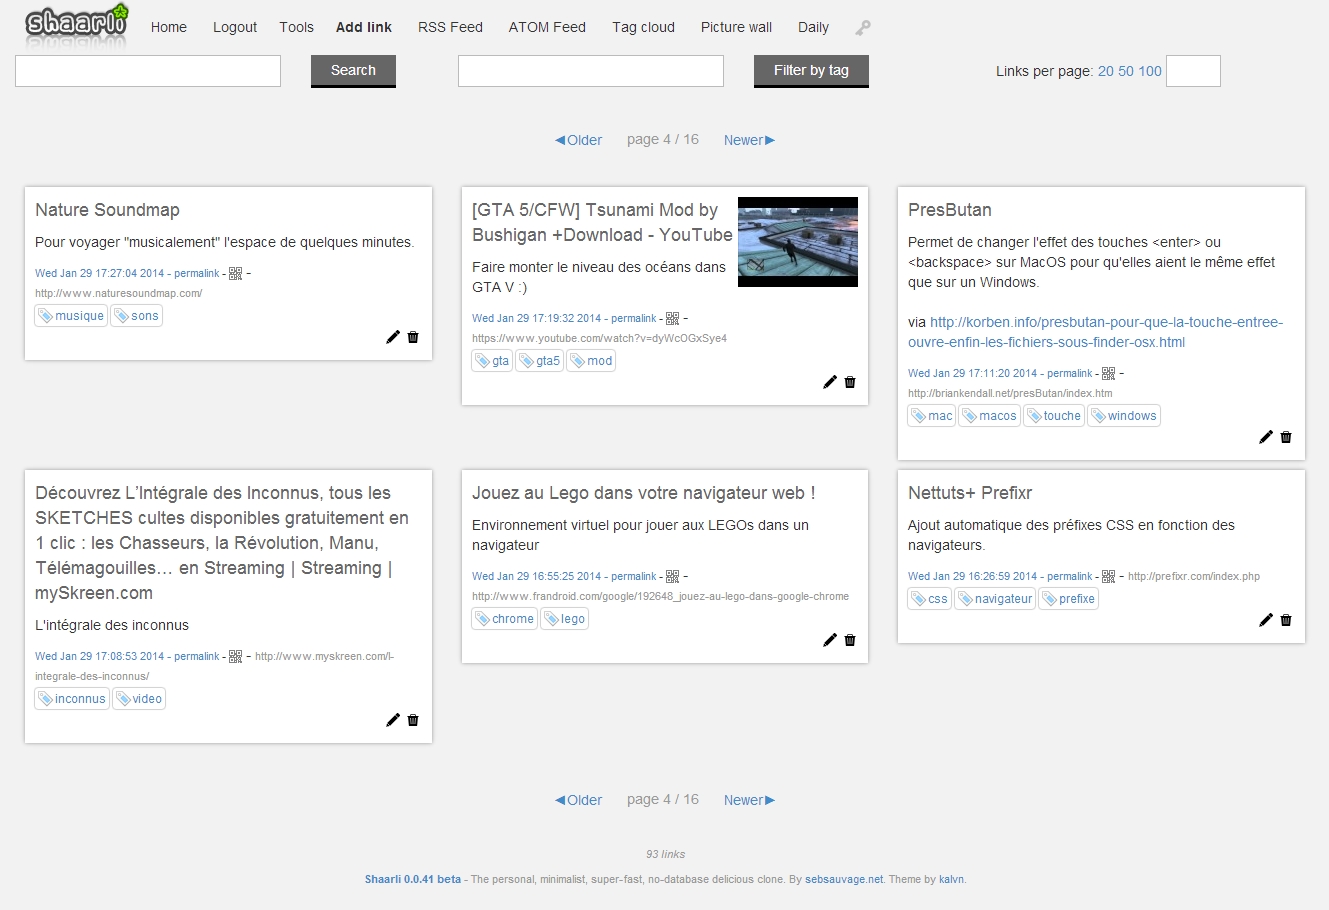 shaarli Home Logout Tools Add link RSS Feed ATOM Feed Tag cloud Picture wall Daily
Search Filter by tag Links per page: 20 50 100
◄Older page 4 / 16 Newer►
Nature Soundmap
Pour voyager "musicalement" l'espace de quelques minutes.
Wed Jan 29 17:27:04 2014 - permalink - -
http://www.naturesoundmap.com/
musique sons
[GTA 5/CFW] Tsunami Mod by
Bushigan +Download - YouTube
Faire monter le niveau des océans dans
GTA V :)
Wed Jan 29 17:19:32 2014 - permalink - -
https://www.youtube.com/watch?v=dyWcOGxSye4
gta gta5 mod
PresButan
Permet de changer l'effet des touches <enter> ou
<backspace> sur MacOS pour qu'elles aient le même effet
que sur un Windows.
via http://korben.info/presbutan-pour-que-la-touche-entree-
ouvre-enfin-les-fichiers-sous-finder-osx.html
Wed Jan 29 17:11:20 2014 - permalink - -
http://briankendall.net/presButan/index.htm
mac macos touche windows
Découvrez L'Intégrale des Inconnus, tous les
SKETCHES cultes disponibles gratuitement en
1 clic : les Chasseurs, la Révolution, Manu,
Télémagouilles… en Streaming | Streaming |
mySkreen.com
L'intégrale des inconnus
Wed Jan 29 17:08:53 2014 - permalink - - http://www.myskreen.com/l-
integrale-des-inconnus/
inconnus video
Jouez au Lego dans votre navigateur web !
Environnement virtuel pour jouer aux LEGOs dans un
navigateur
Wed Jan 29 16:55:25 2014 - permalink - -
http://www.frandroid.com/google/192648_jouez-au-lego-dans-google-chrome
chrome lego
Nettuts+ Prefixr
Ajout automatique des préfixes CSS en fonction des
navigateurs.
Wed Jan 29 16:26:59 2014 - permalink - - http://prefixr.com/index.php
css navigateur prefixe
◄Older page 4 / 16 Newer►
93 links
Shaarli 0.0.41 beta - The personal, minimalist, super-fast, no-database delicious clone. By sebsauvage.net. Theme by kalvn.